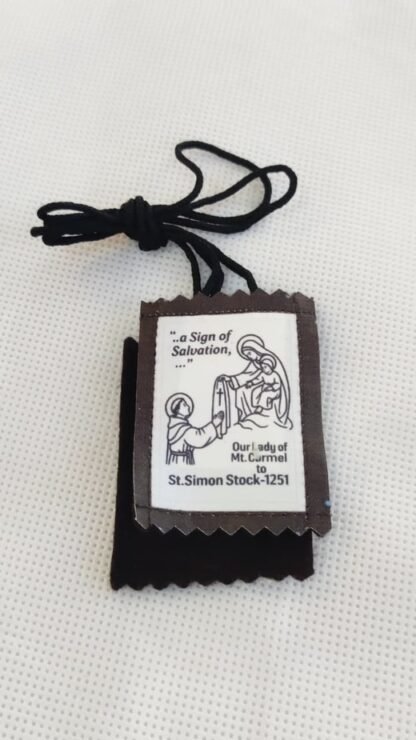 "..a Sign of
Salvation,
..."
Our Lady of
Mt. Carmel
to
St.Simon Stock-1251